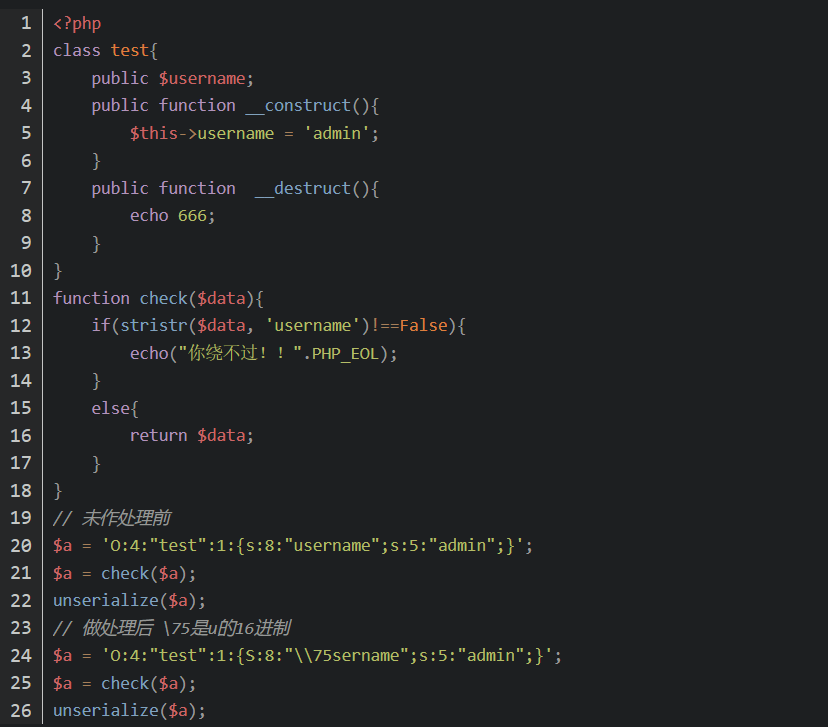 1 <?php
2 class test{
3     public $username;
4     public function __construct(){
5         $this->username = 'admin';
6     }
7     public function  __destruct(){
8         echo 666;
9     }
10 }
11 function check($data){
12     if(stristr($data, 'username')!==False){
13         echo("你绕不过！！".PHP_EOL);
14     }
15     else{
16         return $data;
17     }
18 }
19 // 未作处理前
20 $a = 'O:4:"test":1:{s:8:"username";s:5:"admin";}';
21 $a = check($a);
22 unserialize($a);
23 // 做处理后 \75是u的16进制
24 $a = 'O:4:"test":1:{S:8:"\\75sername";s:5:"admin";}';
25 $a = check($a);
26 unserialize($a);